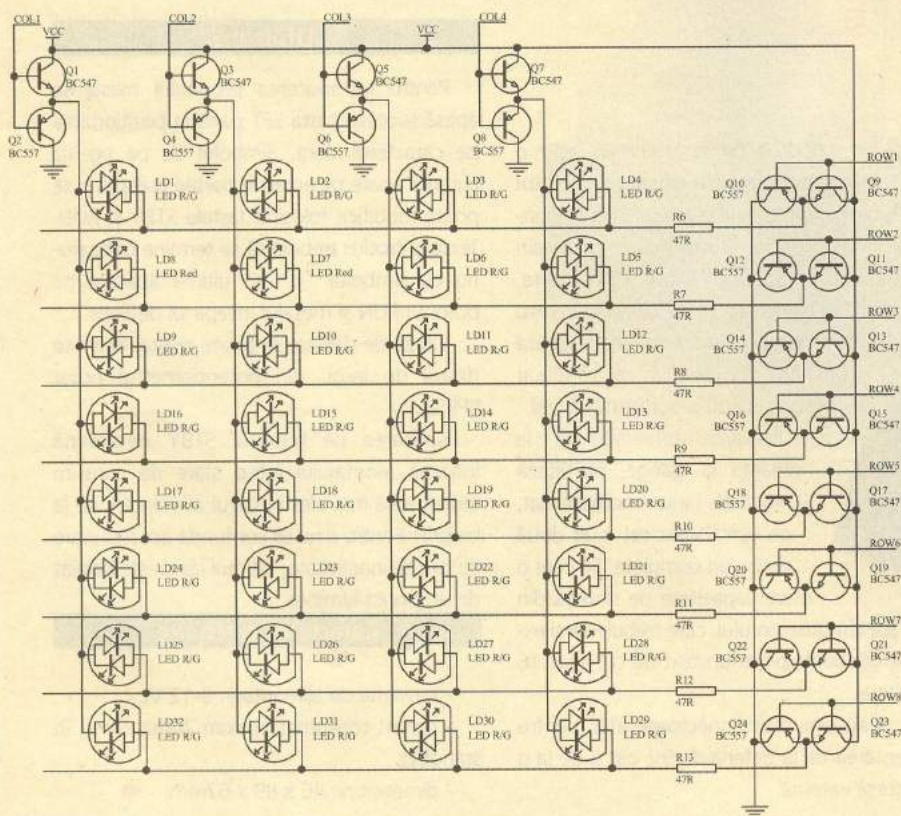 COL1 COL2 COL3 COL4
VCC VCC
Q1 BC547 Q3 BC547 Q5 BC547 Q7 BC547
Q2 BC557 Q4 BC557 Q6 BC557 Q8 BC557
ROW1
LD1 LED R/G LD2 LED R/G LD3 LED R/G LD4 LED R/G R6 47R Q10 BC557 Q9 BC547
ROW2
LD8 LED Red LD7 LED Red LD6 LED R/G LD5 LED R/G R7 47R Q12 BC557 Q11 BC547
ROW3
LD9 LED R/G LD10 LED R/G LD11 LED R/G LD12 LED R/G R8 47R Q14 BC557 Q13 BC547
ROW4
LD16 LED R/G LD15 LED R/G LD14 LED R/G LD13 LED R/G R9 47R Q16 BC557 Q15 BC547
ROW5
LD17 LED R/G LD18 LED R/G LD19 LED R/G LD20 LED R/G R10 47R Q18 BC557 Q17 BC547
ROW6
LD24 LED R/G LD23 LED R/G LD22 LED R/G LD21 LED R/G R11 47R Q20 BC557 Q19 BC547
ROW7
LD25 LED R/G LD26 LED R/G LD27 LED R/G LD28 LED R/G R12 47R Q22 BC557 Q21 BC547
ROW8
LD32 LED R/G LD31 LED R/G LD30 LED R/G LD29 LED R/G R13 47R Q24 BC557 Q23 BC547